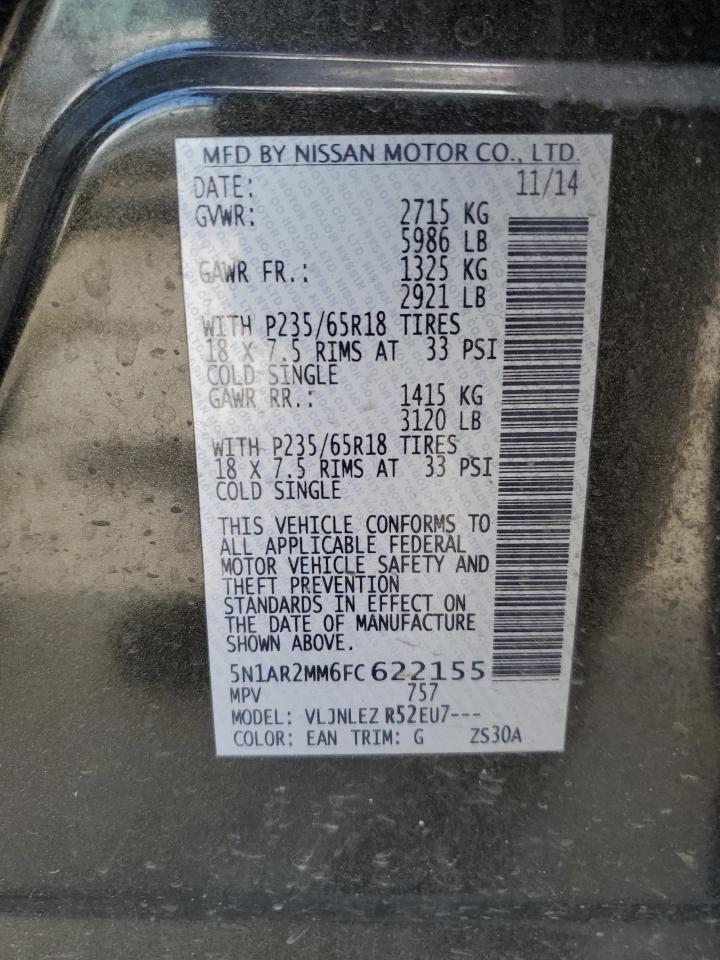 MFD BY NISSAN MOTOR CO., LTD.
DATE: 11/14
GVWR: 2715 KG
5986 LB
GAWR FR.: 1325 KG
2921 LB
WITH P235/65R18 TIRES
18 X 7.5 RIMS AT 33 PSI
COLD SINGLE
GAWR RR.: 1415 KG
3120 LB
WITH P235/65R18 TIRES
18 X 7.5 RIMS AT 33 PSI
COLD SINGLE
THIS VEHICLE CONFORMS TO
ALL APPLICABLE FEDERAL
MOTOR VEHICLE SAFETY AND
THEFT PREVENTION
STANDARDS IN EFFECT ON
THE DATE OF MANUFACTURE
SHOWN ABOVE.
5N1AR2MM6FC622155
MPV 757
MODEL: VLJNLEZ R52EU7---
COLOR: EAN TRIM: G ZS30A